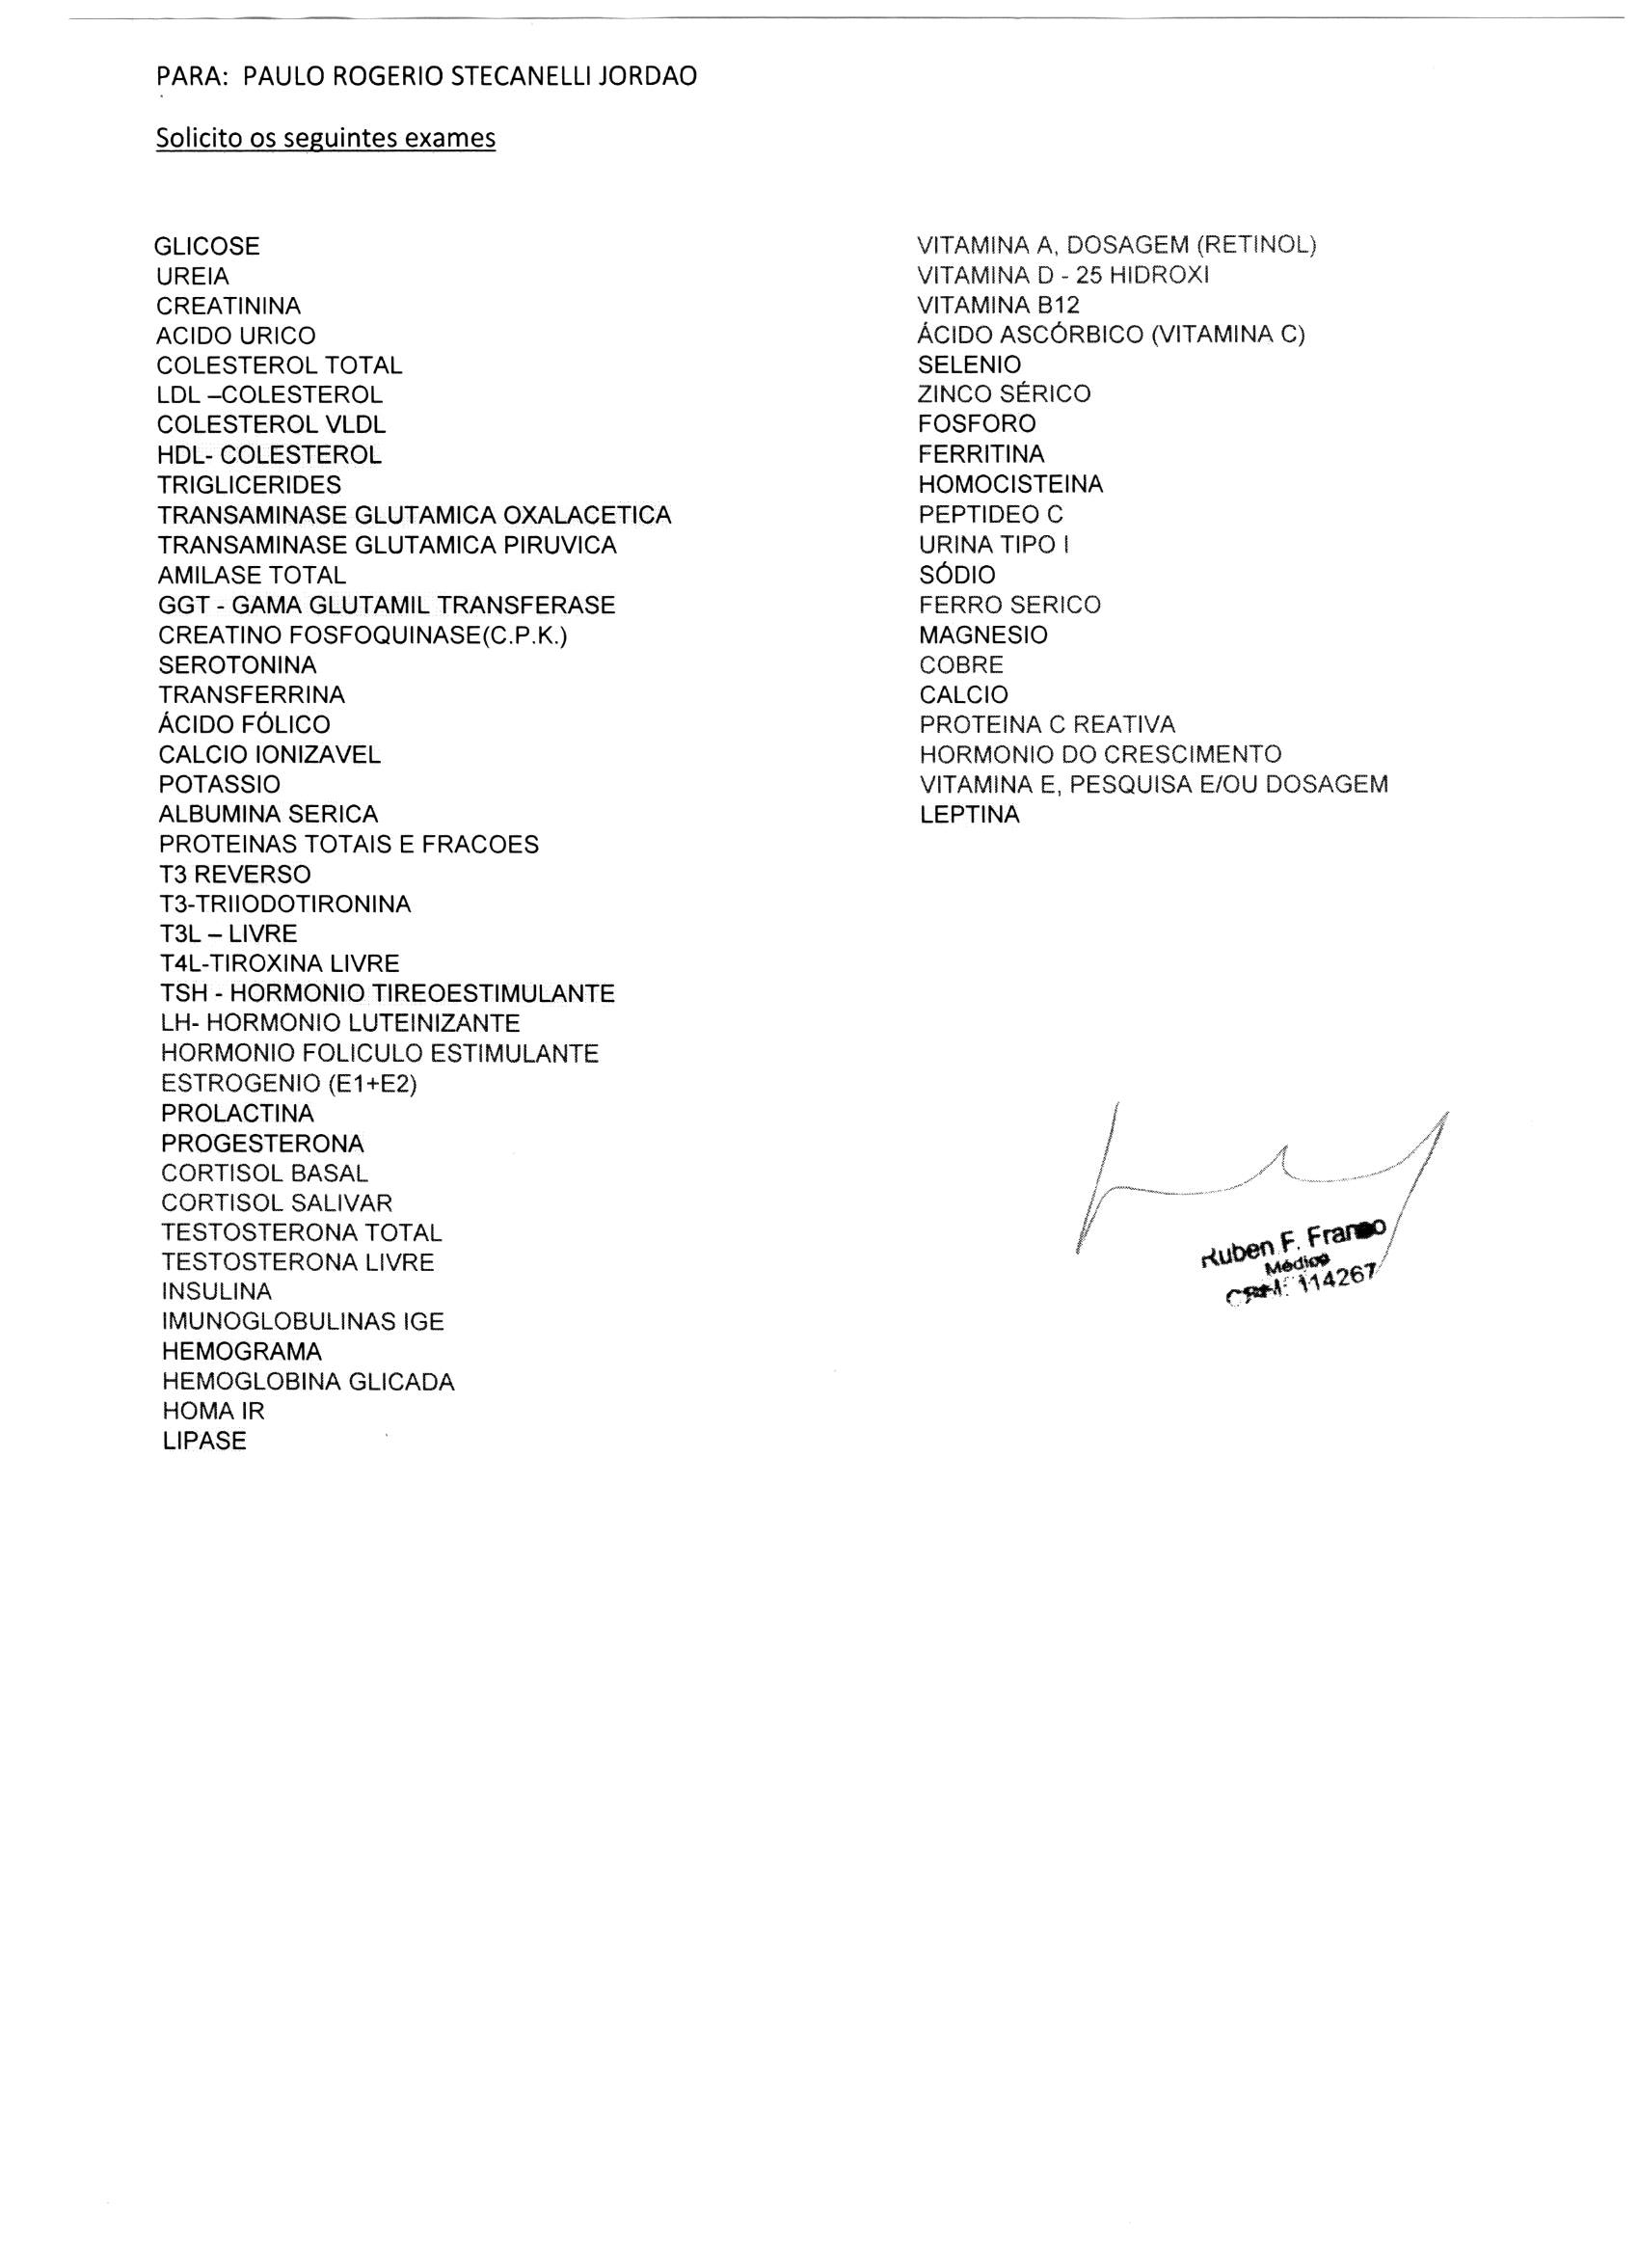 PARA: PAULO ROGERIO STECANELLI JORDAO
Solicito os seguintes exames
GLICOSE
UREIA
CREATININA
ACIDO URICO
COLESTEROL TOTAL
LDL –COLESTEROL
COLESTEROL VLDL
HDL- COLESTEROL
TRIGLICERIDES
TRANSAMINASE GLUTAMICA OXALACETICA
TRANSAMINASE GLUTAMICA PIRUVICA
AMILASE TOTAL
GGT - GAMA GLUTAMIL TRANSFERASE
CREATINO FOSFOQUINASE(C.P.K.)
SEROTONINA
TRANSFERRINA
ÁCIDO FÓLICO
CALCIO IONIZAVEL
POTASSIO
ALBUMINA SERICA
PROTEINAS TOTAIS E FRACOES
T3 REVERSO
T3-TRIIODOTIRONINA
T3L – LIVRE
T4L-TIROXINA LIVRE
TSH - HORMONIO TIREOESTIMULANTE
LH- HORMONIO LUTEINIZANTE
HORMONIO FOLICULO ESTIMULANTE
ESTROGENIO (E1+E2)
PROLACTINA
PROGESTERONA
CORTISOL BASAL
CORTISOL SALIVAR
TESTOSTERONA TOTAL
TESTOSTERONA LIVRE
INSULINA
IMUNOGLOBULINAS IGE
HEMOGRAMA
HEMOGLOBINA GLICADA
HOMA IR
LIPASE
VITAMINA A, DOSAGEM (RETINOL)
VITAMINA D - 25 HIDROXI
VITAMINA B12
ÁCIDO ASCÓRBICO (VITAMINA C)
SELENIO
ZINCO SÉRICO
FOSFORO
FERRITINA
HOMOCISTEINA
PEPTIDEO C
URINA TIPO I
SÓDIO
FERRO SERICO
MAGNESIO
COBRE
CALCIO
PROTEINA C REATIVA
HORMONIO DO CRESCIMENTO
VITAMINA E, PESQUISA E/OU DOSAGEM
LEPTINA
Ruben F.
Médico
114267